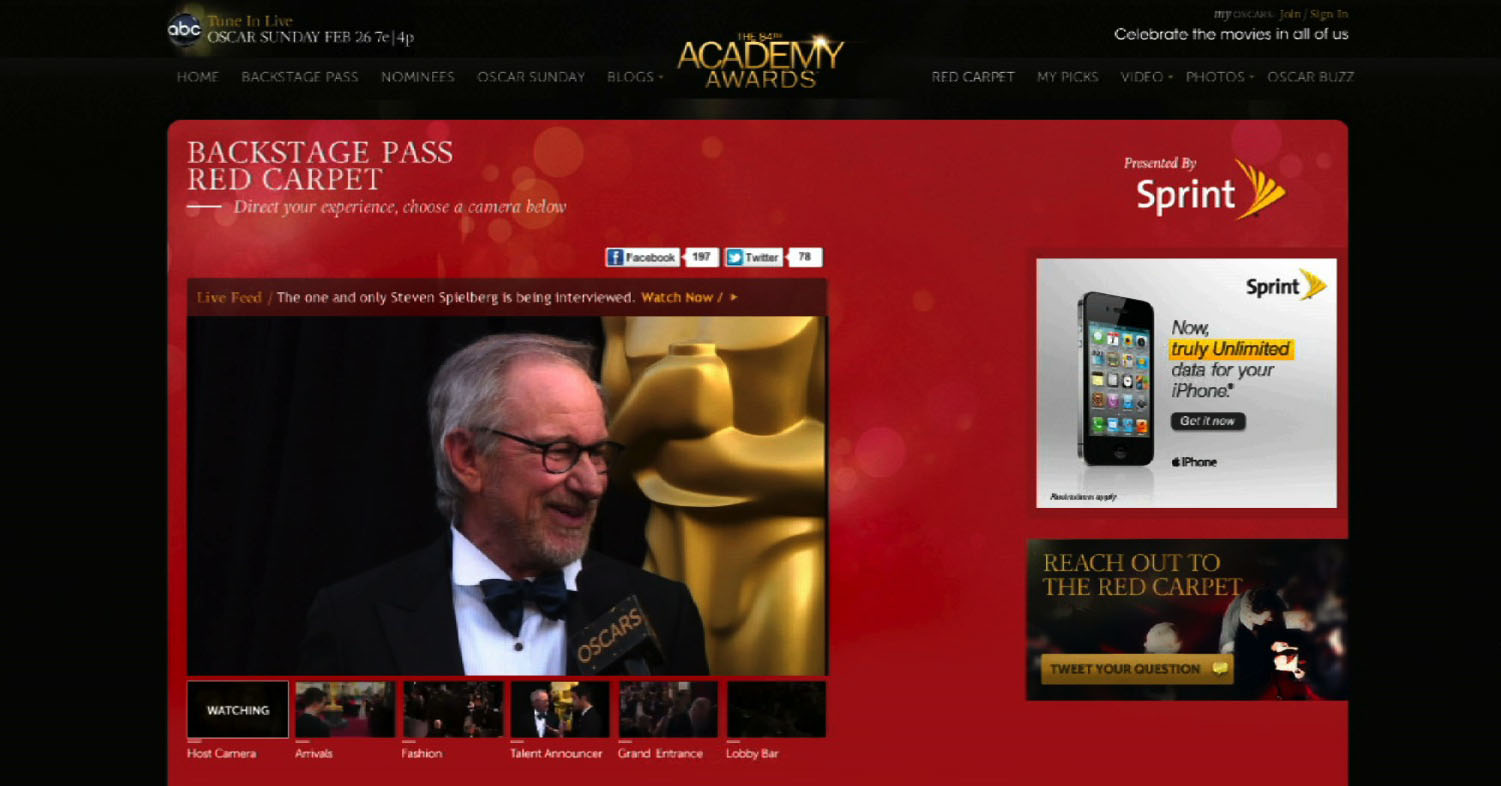 abc
Tune In Live
OSCAR SUNDAY FEB 26 7e|4p
THE 84TH
ACADEMY
AWARDS
my OSCARS: Join / Sign In
Celebrate the movies in all of us
HOME BACKSTAGE PASS NOMINEES OSCAR SUNDAY BLOGS
RED CARPET MY PICKS VIDEO PHOTOS OSCAR BUZZ
BACKSTAGE PASS
RED CARPET
Direct your experience, choose a camera below
Presented By
Sprint
Facebook 197 Twitter 78
Live Feed / The one and only Steven Spielberg is being interviewed. Watch Now /
OSCARS
WATCHING
Host Camera Arrivals Fashion Talent Announcer Grand Entrance Lobby Bar
Sprint
Now,
truly Unlimited
data for your
iPhone.®
Get it now
iPhone
Restrictions apply
REACH OUT TO
THE RED CARPET
TWEET YOUR QUESTION